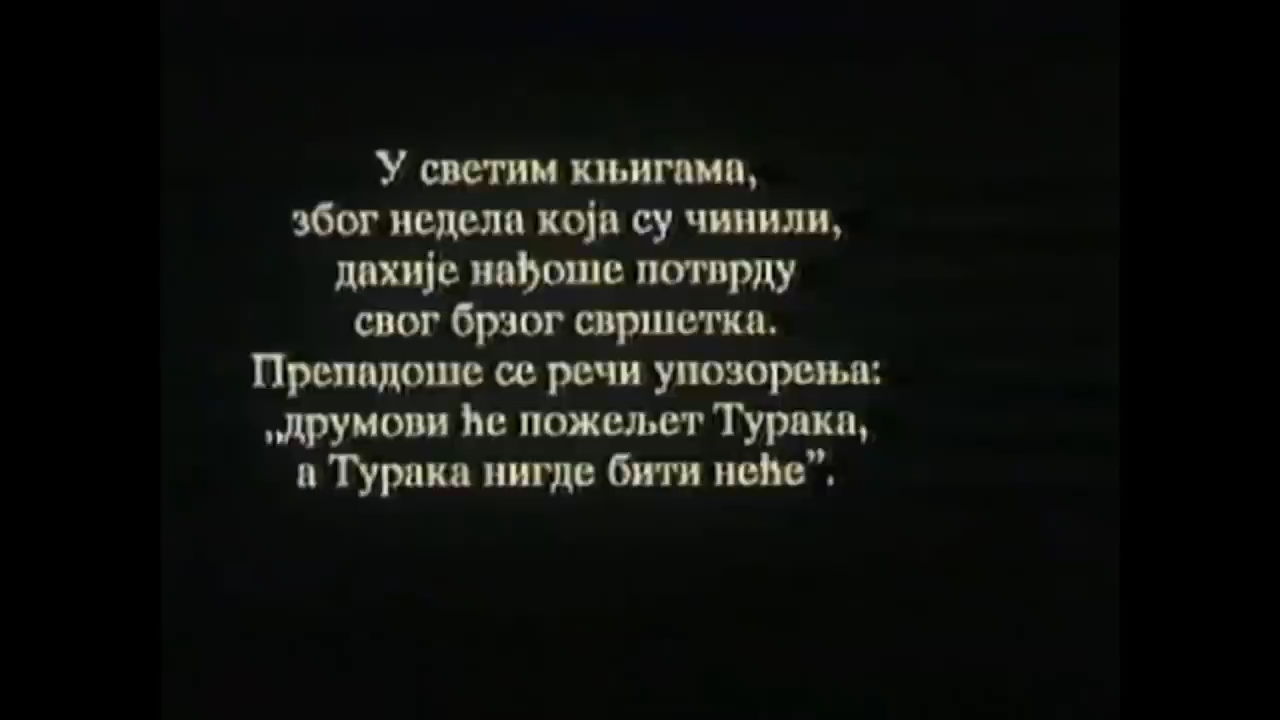 У светим књигама,
због недела која су чинили,
дахије нађоше потврду
свог брзог свршетка.
Препадоше се речи упозорења:
„друмови ће пожељет Турака,
а Турака нигде бити неће”.